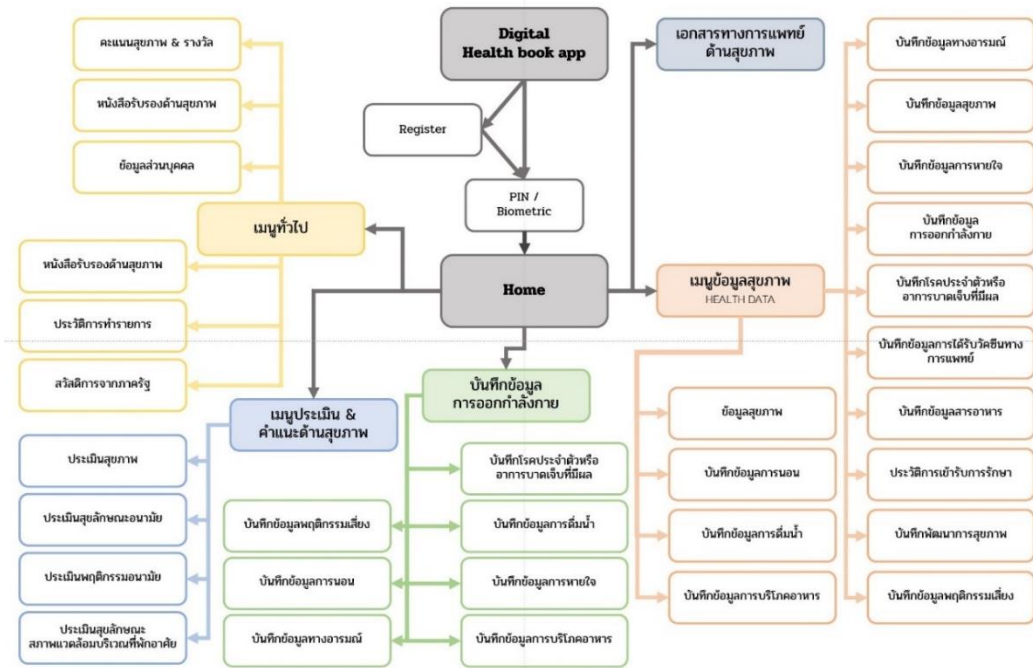 Digital
Health book app
Register
PIN /
Biometric
Home
เอกสารทางการแพทย์
ด้านสุขภาพ
คะแนนสุขภาพ & รางวัล
หนังสือรับรองด้านสุขภาพ
ข้อมูลส่วนบุคคล
เมนูทั่วไป
หนังสือรับรองด้านสุขภาพ
ประวัติการทำรายการ
สวัสดิการจากภาครัฐ
เมนูประเมิน &
คำแนะด้านสุขภาพ
ประเมินสุขภาพ
ประเมินสุขลักษณะอนามัย
ประเมินพฤติกรรมอนามัย
ประเมินสุขลักษณะ
สภาพแวดล้อมบริเวณที่พักอาศัย
บันทึกข้อมูล
การออกกำลังกาย
บันทึกโรคประจำตัวหรือ
อาการบาดเจ็บที่มีผล
บันทึกข้อมูลพฤติกรรมเสี่ยง
บันทึกข้อมูลการดื่มน้ำ
บันทึกข้อมูลการนอน
บันทึกข้อมูลการหายใจ
บันทึกข้อมูลทางอารมณ์
บันทึกข้อมูลการบริโภคอาหาร
เมนูข้อมูลสุขภาพ
HEALTH DATA
ข้อมูลสุขภาพ
บันทึกข้อมูลการนอน
บันทึกข้อมูลการดื่มน้ำ
บันทึกข้อมูลการบริโภคอาหาร
บันทึกข้อมูลทางอารมณ์
บันทึกข้อมูลสุขภาพ
บันทึกข้อมูลการหายใจ
บันทึกข้อมูล
การออกกำลังกาย
บันทึกโรคประจำตัวหรือ
อาการบาดเจ็บที่มีผล
บันทึกข้อมูลการได้รับวัคซีนทาง
การแพทย์
บันทึกข้อมูลสารอาหาร
ประวัติการเข้ารับการรักษา
บันทึกพัฒนาการสุขภาพ
บันทึกข้อมูลพฤติกรรมเสี่ยง